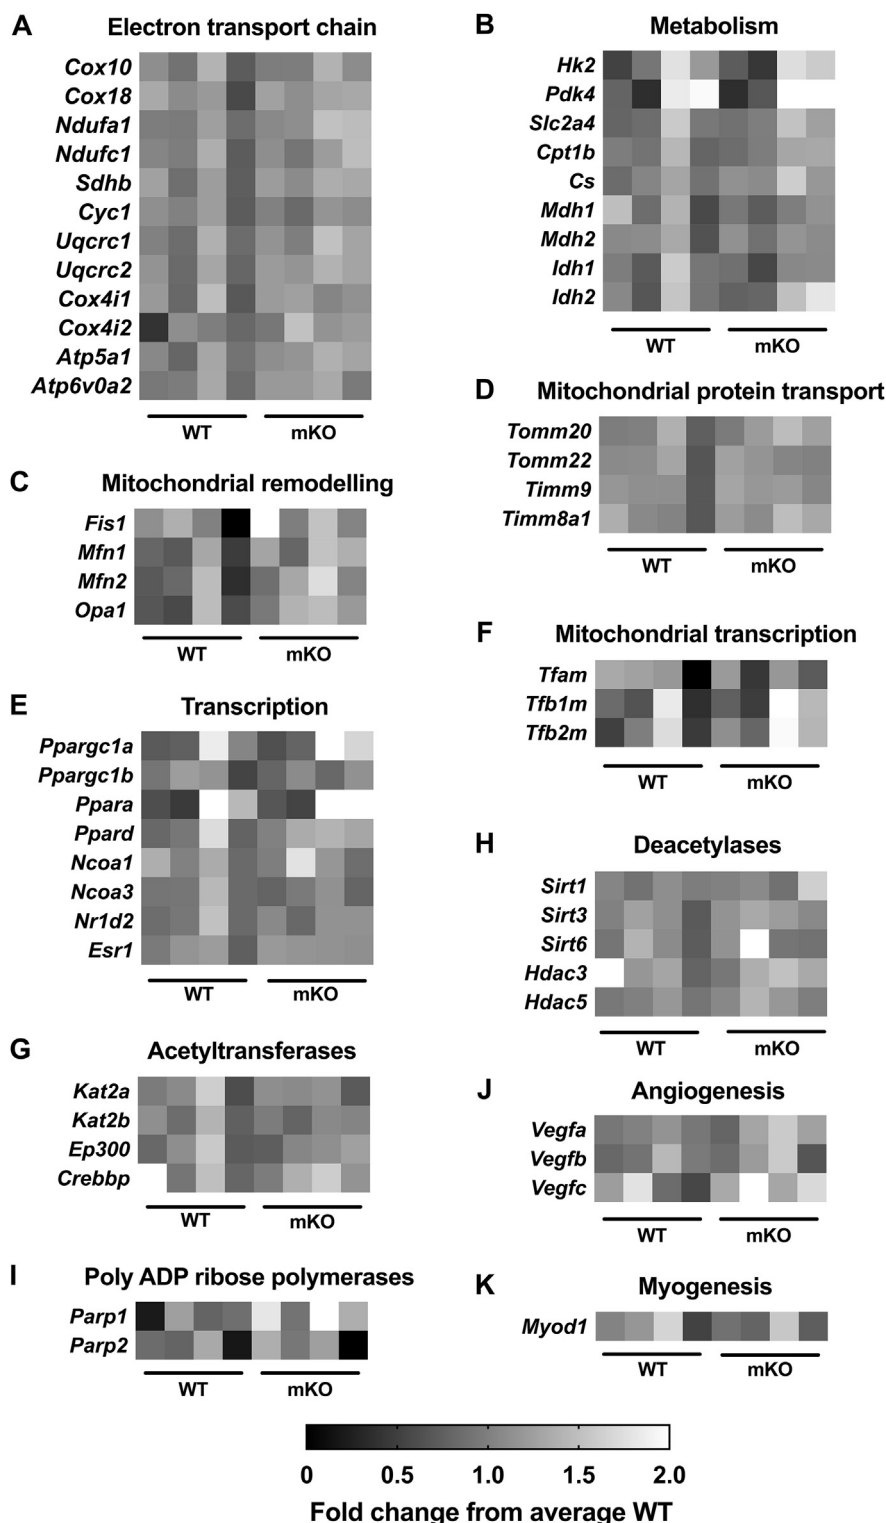 A Electron transport chain
Cox10
Cox18
Ndufa1
Ndufc1
Sdhb
Cyc1
Uqcrc1
Uqcrc2
Cox4i1
Cox4i2
Atp5a1
Atp6v0a2
WT mKO
B Metabolism
Hk2
Pdk4
Slc2a4
Cpt1b
Cs
Mdh1
Mdh2
Idh1
Idh2
WT mKO
C Mitochondrial remodelling
Fis1
Mfn1
Mfn2
Opa1
WT mKO
D Mitochondrial protein transport
Tomm20
Tomm22
Timm9
Timm8a1
WT mKO
E Transcription
Ppargc1a
Ppargc1b
Ppara
Ppard
Ncoa1
Ncoa3
Nr1d2
Esr1
WT mKO
F Mitochondrial transcription
Tfam
Tfb1m
Tfb2m
WT mKO
G Acetyltransferases
Kat2a
Kat2b
Ep300
Crebbp
WT mKO
H Deacetylases
Sirt1
Sirt3
Sirt6
Hdac3
Hdac5
WT mKO
I Poly ADP ribose polymerases
Parp1
Parp2
WT mKO
J Angiogenesis
Vegfa
Vegfb
Vegfc
WT mKO
K Myogenesis
Myod1
WT mKO
0 0.5 1.0 1.5 2.0
Fold change from average WT